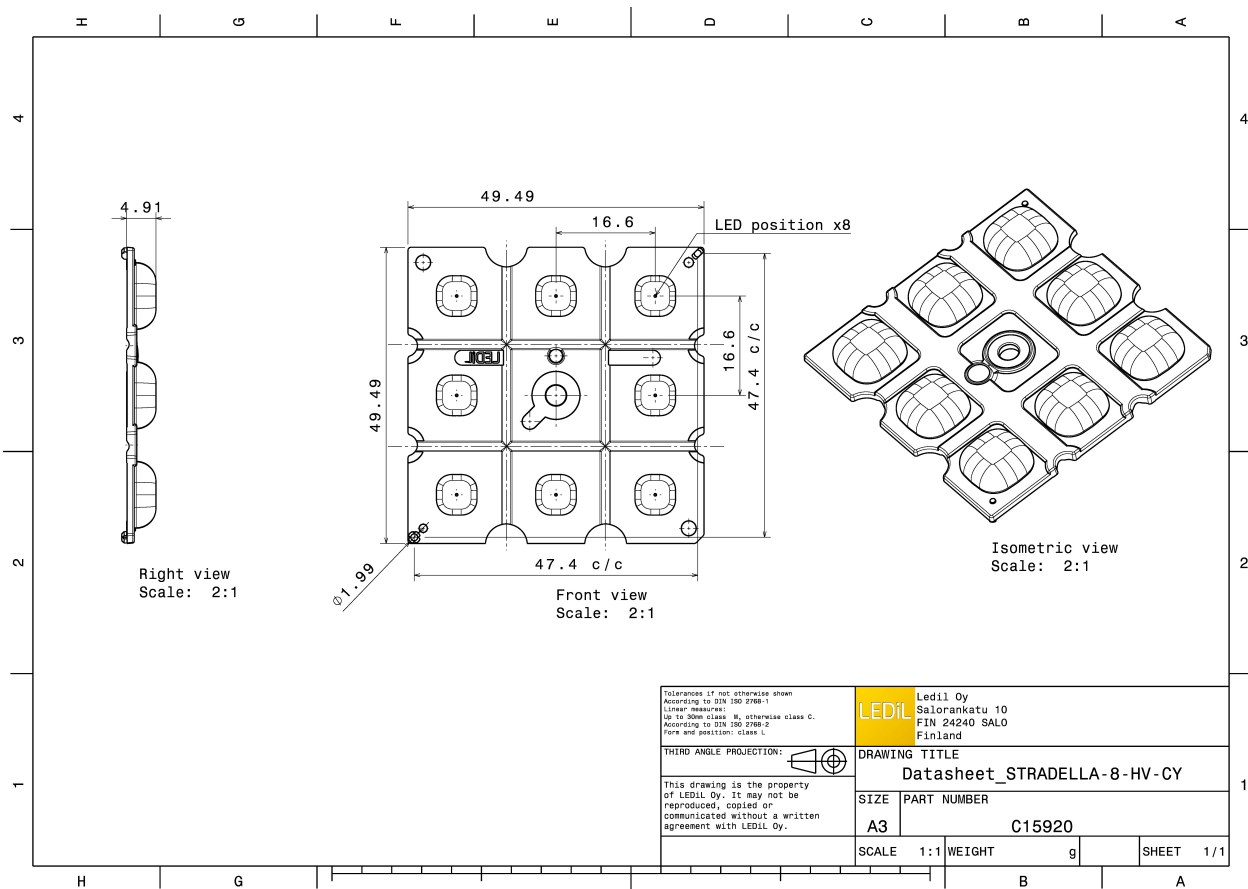 H G F E D C B A
4 4
3 3
2 2
1 1
4.91
49.49
16.6
LED position x8
49.49
16.6
47.4 c/c
LEDiL
47.4 c/c
Ø1.99
Right view
Scale: 2:1
Front view
Scale: 2:1
Isometric view
Scale: 2:1
Tolerances if not otherwise shown
According to DIN ISO 2768-1
Linear measures:
Up to 30mm class M, otherwise class C.
According to DIN ISO 2768-2
Form and position: class L
THIRD ANGLE PROJECTION:
This drawing is the property
of LEDiL Oy. It may not be
reproduced, copied or
communicated without a written
agreement with LEDiL Oy.
LEDiL
Ledil Oy
Salorankatu 10
FIN 24240 SALO
Finland
DRAWING TITLE
Datasheet_STRADELLA-8-HV-CY
SIZE PART NUMBER
A3 C15920
SCALE 1:1 WEIGHT g SHEET 1/1
H G B A